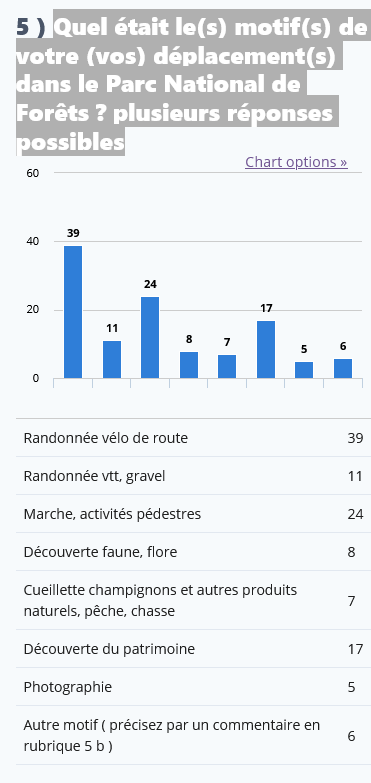 5 ) Quel était le(s) motif(s) de
votre (vos) déplacement(s)
dans le Parc National de
Forêts ? plusieurs réponses
possibles
Chart options »
60
40
20
0
39
11
24
8
7
17
5
6
Randonnée vélo de route 39
Randonnée vtt, gravel 11
Marche, activités pédestres 24
Découverte faune, flore 8
Cueillette champignons et autres produits
naturels, pêche, chasse 7
Découverte du patrimoine 17
Photographie 5
Autre motif ( précisez par un commentaire en
rubrique 5 b ) 6